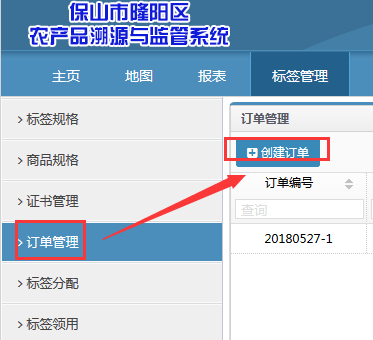 保山市隆阳区
农产品溯源与监管系统
主页 地图 报表 标签管理
标签规格
商品规格
证书管理
订单管理
标签分配
标签领用
订单管理
创建订单
订单编号
查询
20180527-1